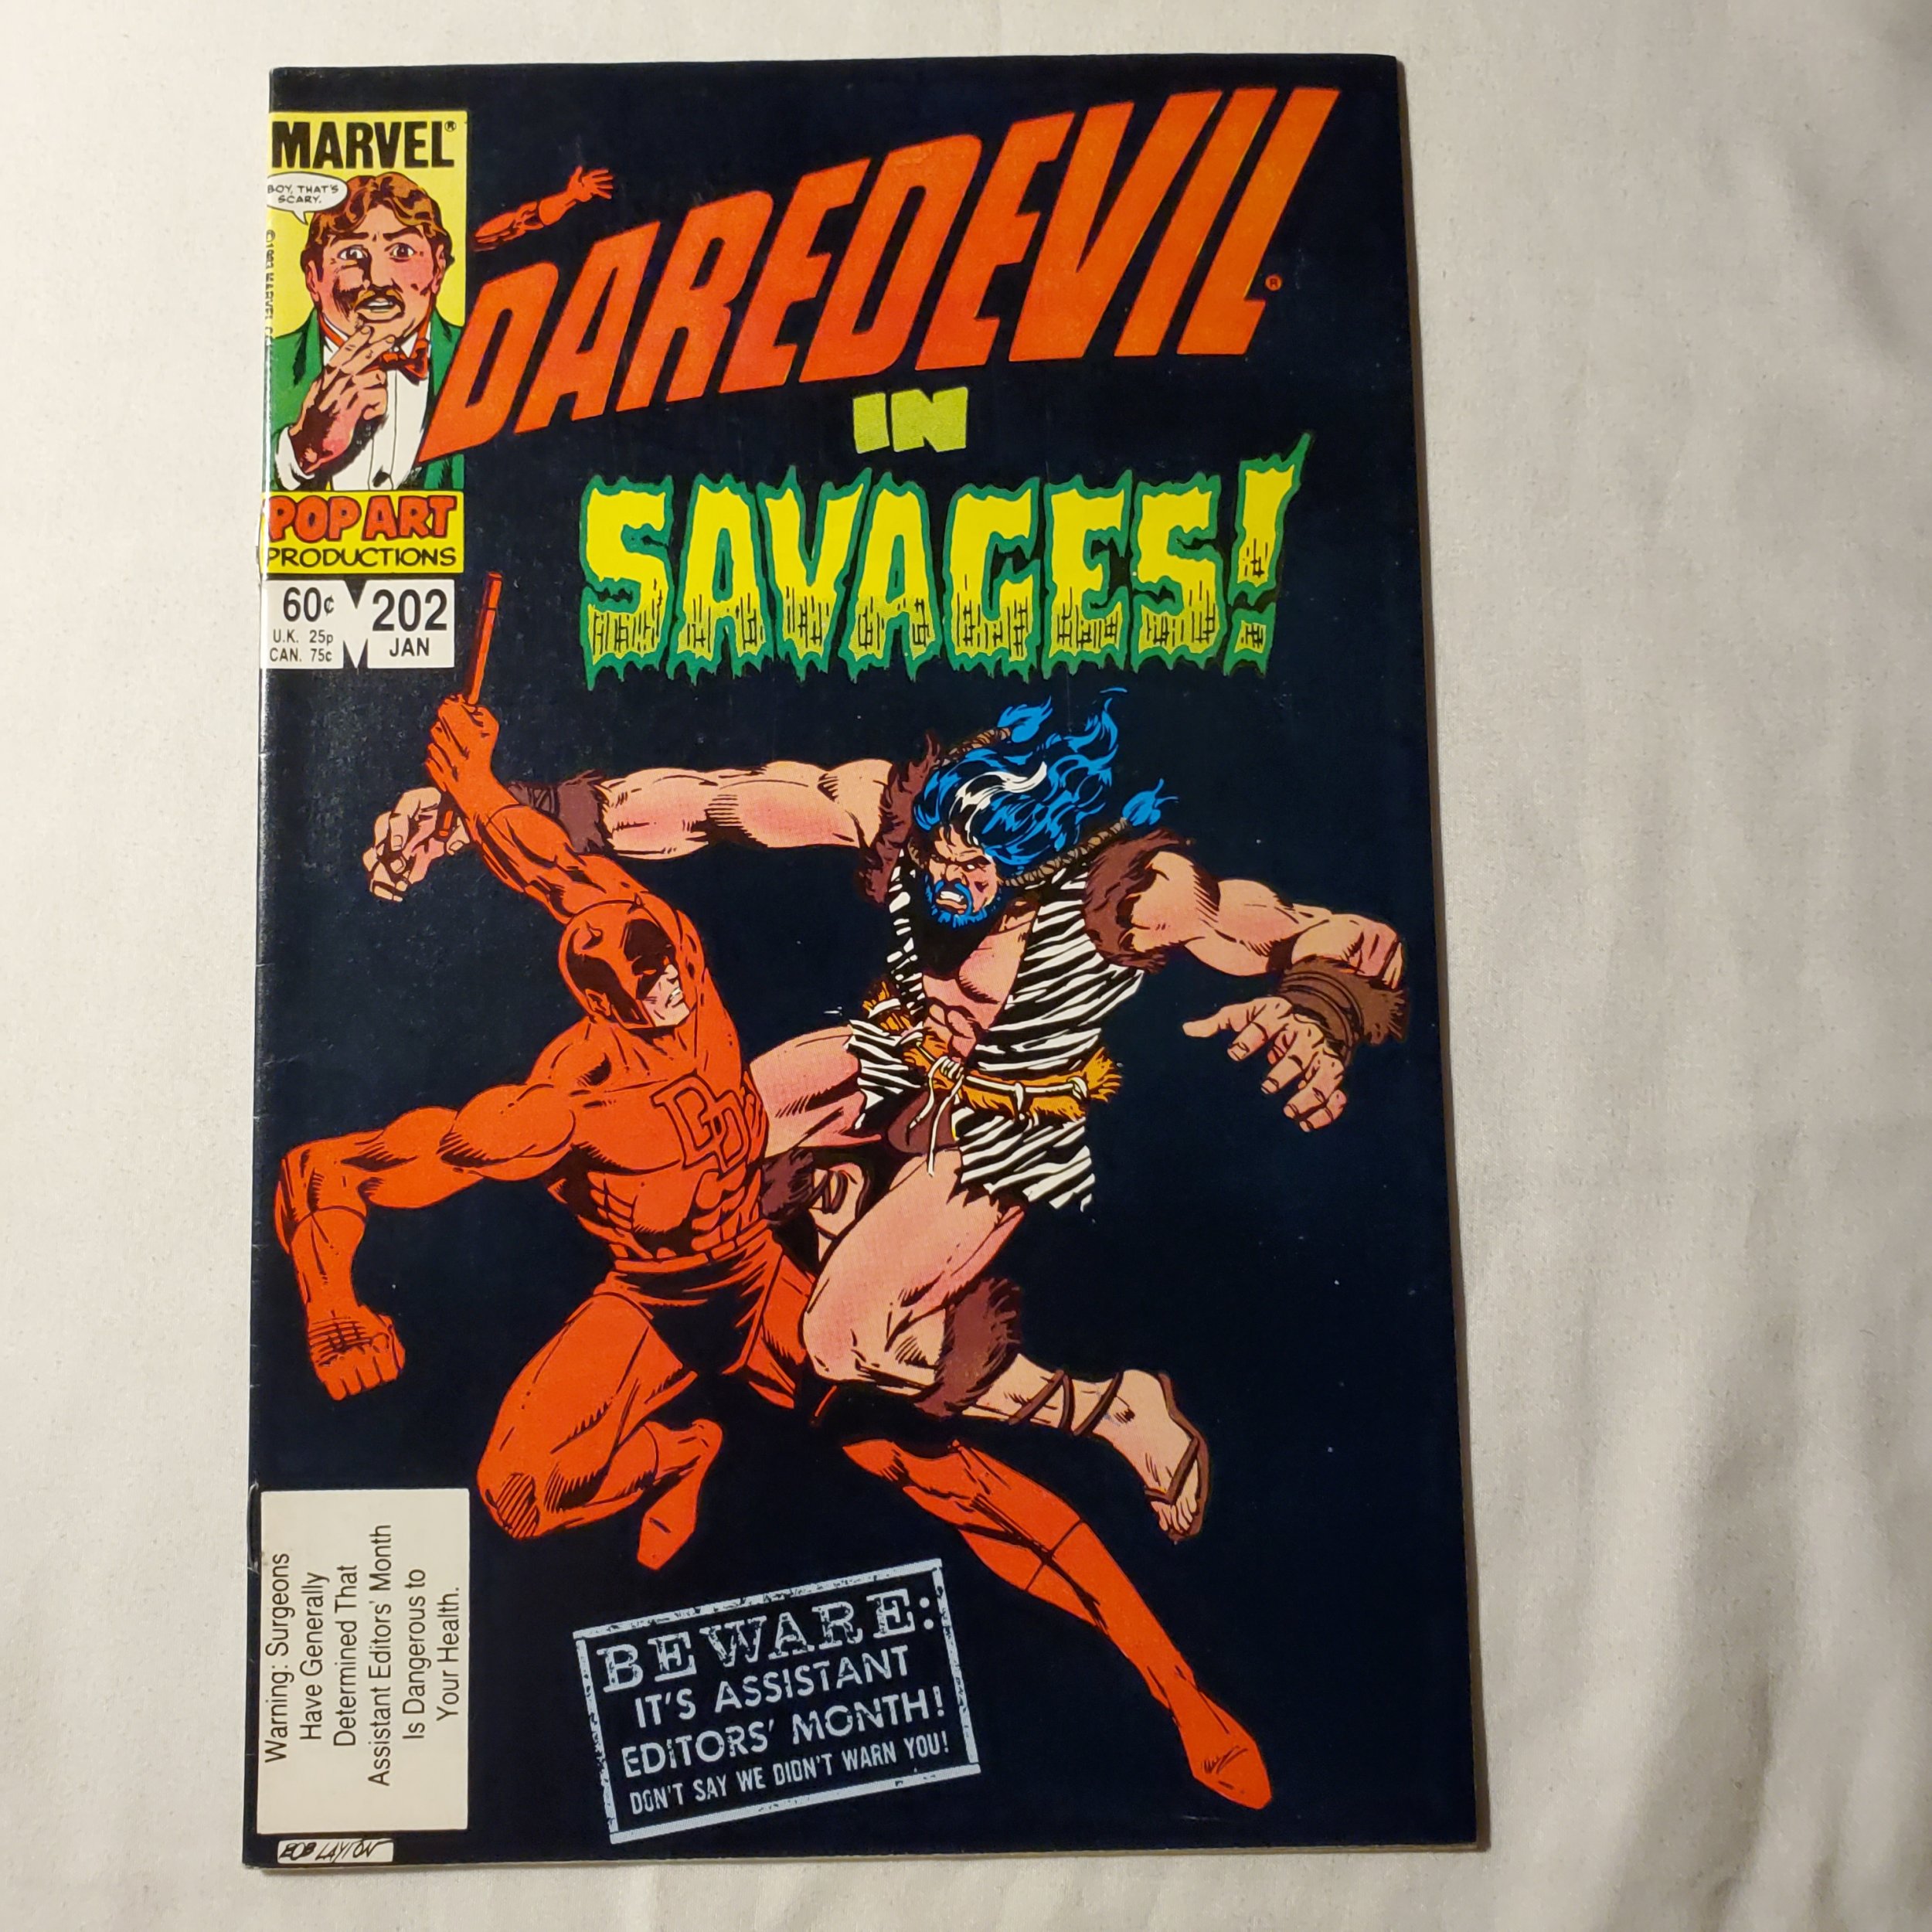 MARVEL®
BOY, THAT'S
SCARY.
DAREDEVIL®
IN
SAVAGES!
POP ART
PRODUCTIONS
60¢
U.K. 25p
CAN. 75¢
M
202
JAN
DD
Warning: Surgeons
Have Generally
Determined That
Assistant Editors' Month
Is Dangerous to
Your Health.
BEWARE:
IT'S ASSISTANT
EDITORS' MONTH!
DON'T SAY WE DIDN'T WARN YOU!
BOB LAYTON